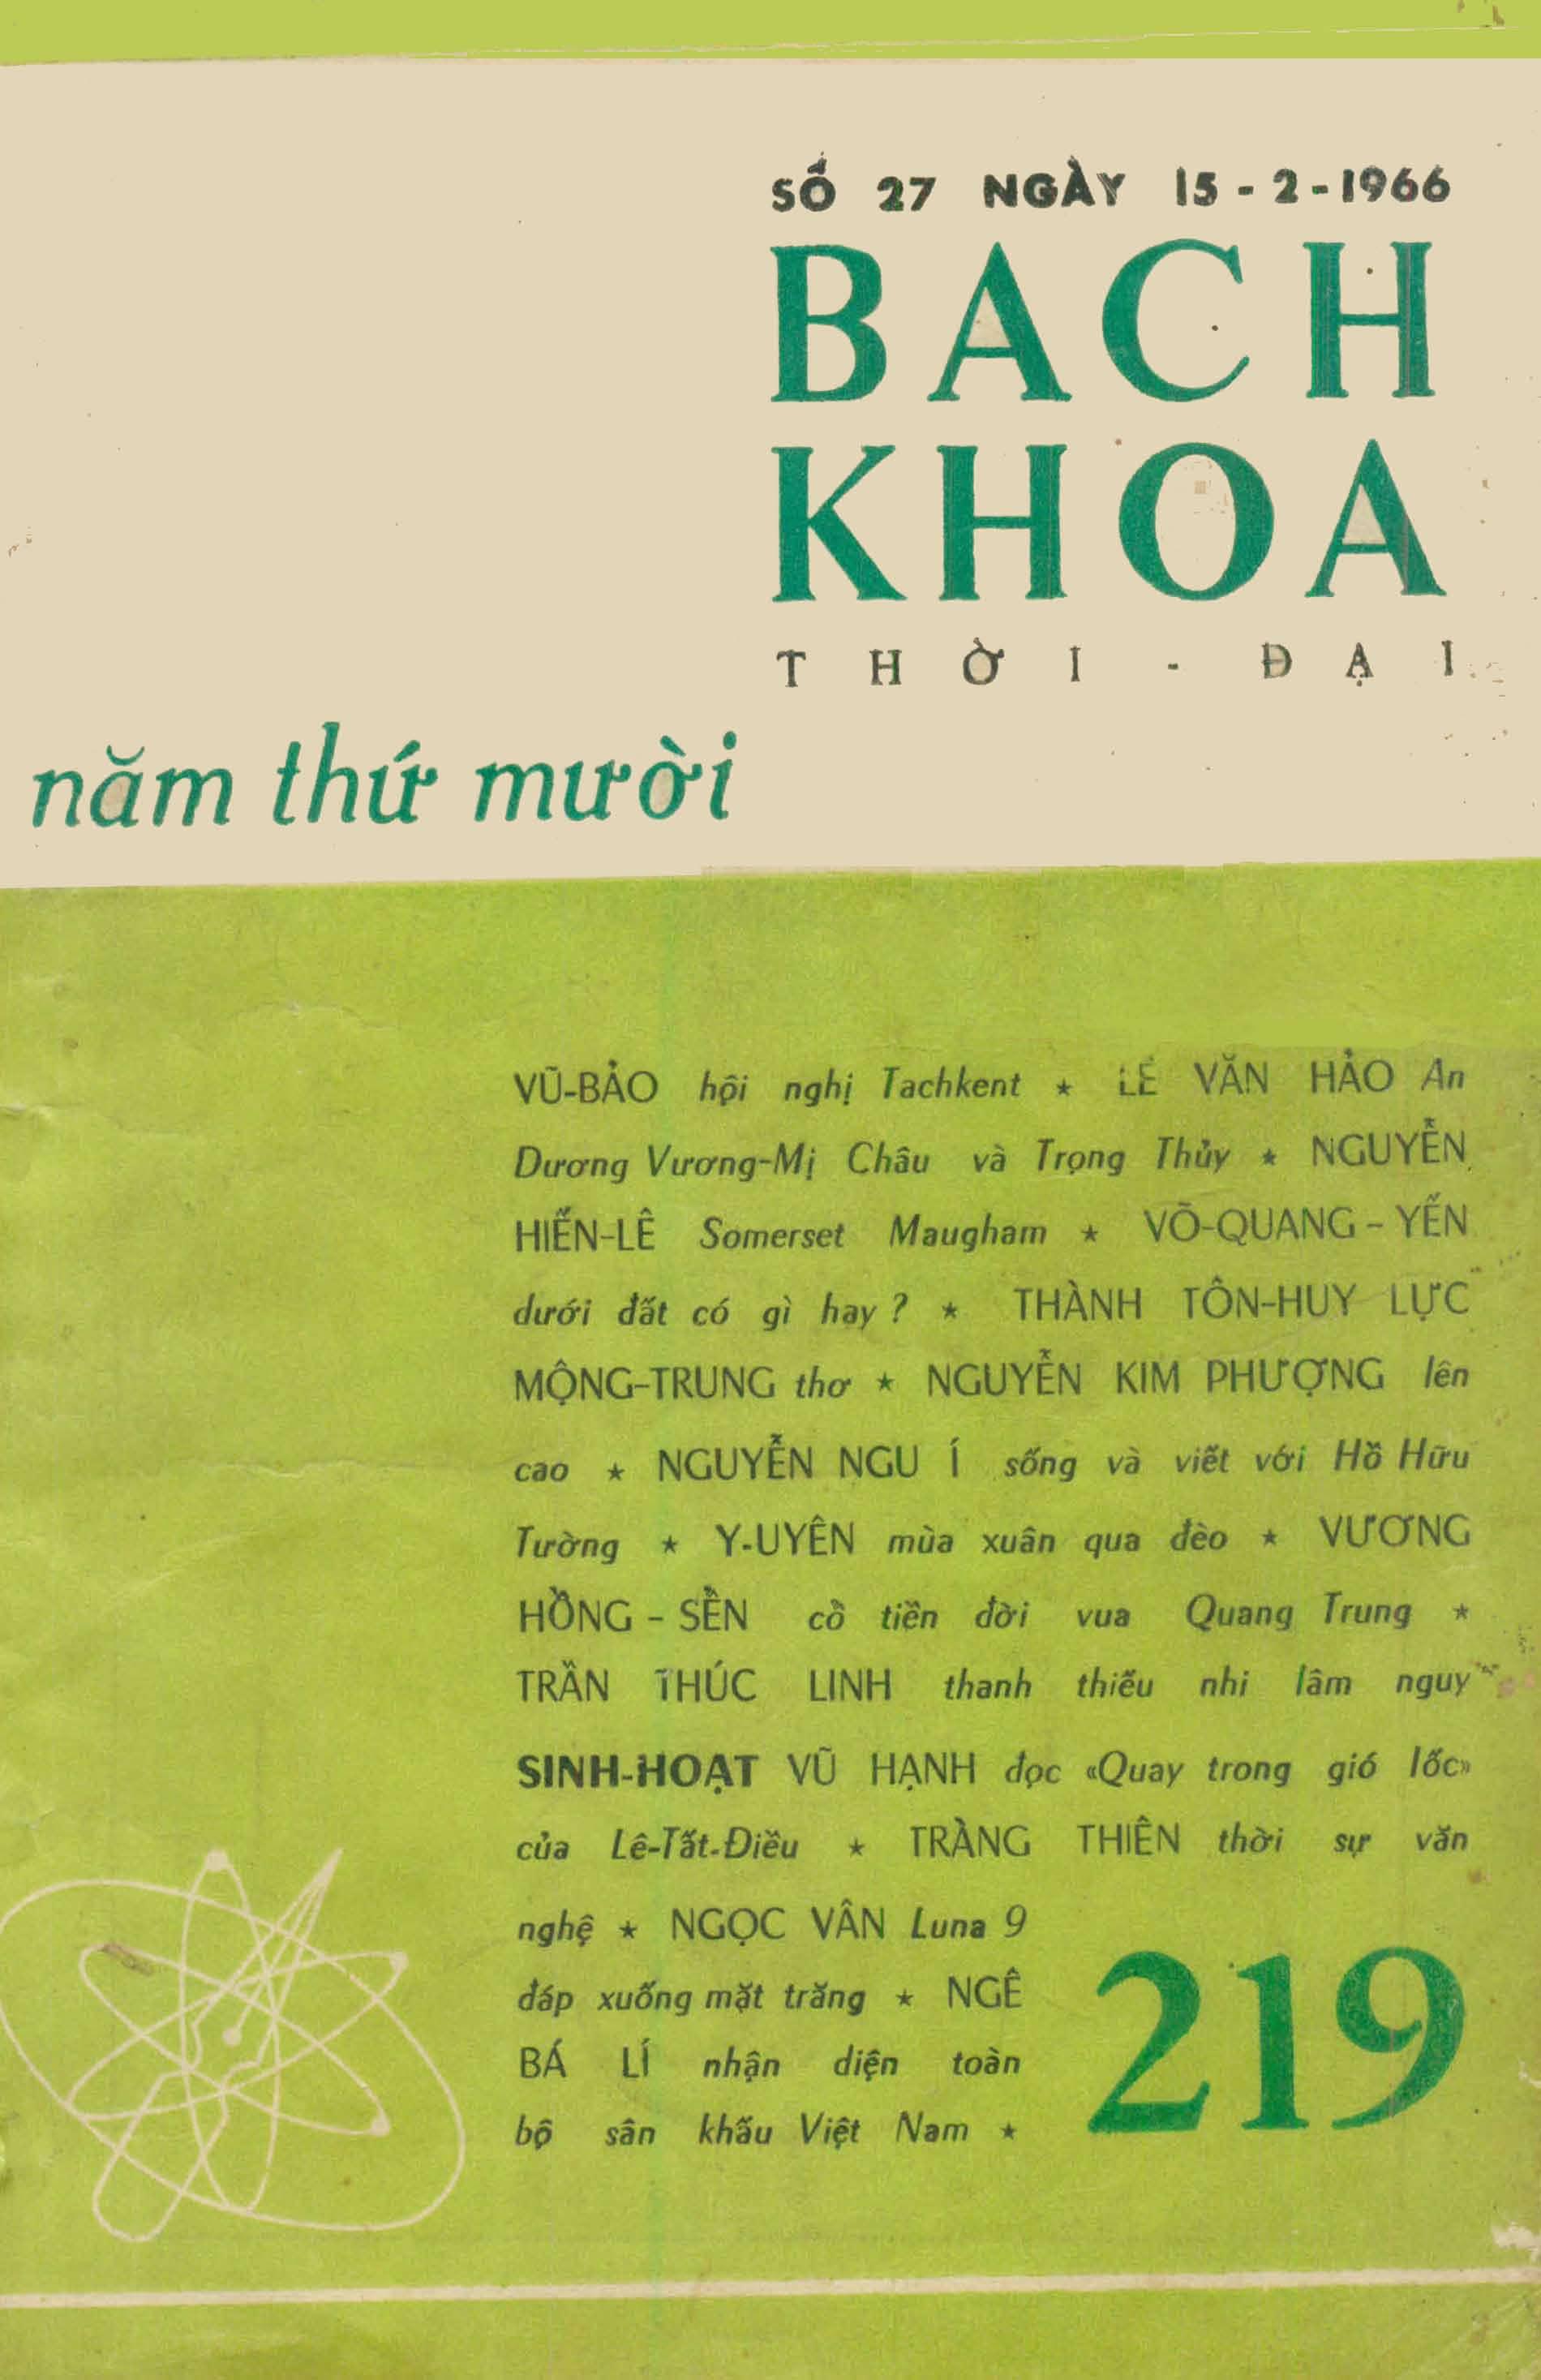 SỐ 27 NGÀY 15-2-1966
BACH
KHOA
THỜI-ĐẠI
năm thứ mười
VŨ-BẢO hội nghị Tachkent ★ LÊ VĂN HẢO An
Dương Vương-Mị Châu và Trọng Thủy ★ NGUYỄN
HIẾN-LÊ Somerset Maugham ★ VÕ-QUANG-YẾN
dưới đất có gì hay ? ★ THÀNH TÔN-HUY LỰC
MỘNG-TRUNG thơ ★ NGUYỄN KIM PHƯỢNG lên
cao ★ NGUYỄN NGU Í sống và viết với Hồ Hữu
Tường ★ Y-UYÊN mùa xuân qua đèo ★ VƯƠNG
HỒNG-SỀN cồ tiền đời vua Quang Trung ★
TRẦN THÚC LINH thanh thiếu nhi lâm nguy
SINH-HOẠT VŨ HẠNH đọc «Quay trong gió lốc»
của Lê-Tất-Điều ★ TRÀNG THIÊN thời sự văn
nghệ ★ NGỌC VÂN Luna 9
đáp xuống mặt trăng ★ NGÊ
BÁ LÍ nhận diện toàn
bộ sân khấu Việt Nam ★
219